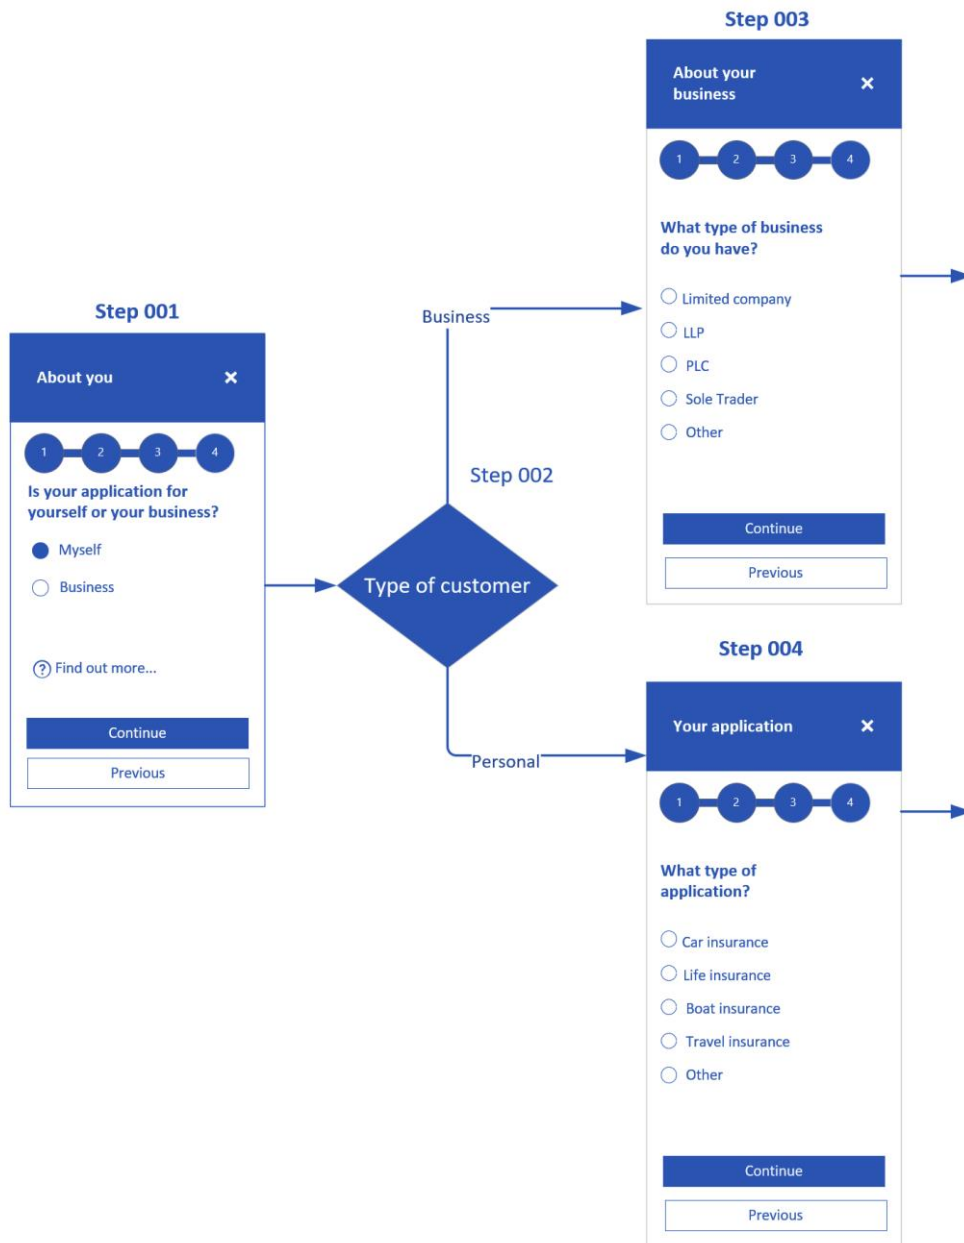 Step 001
About you
×
1 2 3 4
Is your application for
yourself or your business?
Myself
Business
? Find out more...
Continue
Previous
Step 002
Type of customer
Business
Personal
Step 003
About your
business
×
1 2 3 4
What type of business
do you have?
Limited company
LLP
PLC
Sole Trader
Other
Continue
Previous
Step 004
Your application
×
1 2 3 4
What type of
application?
Car insurance
Life insurance
Boat insurance
Travel insurance
Other
Continue
Previous